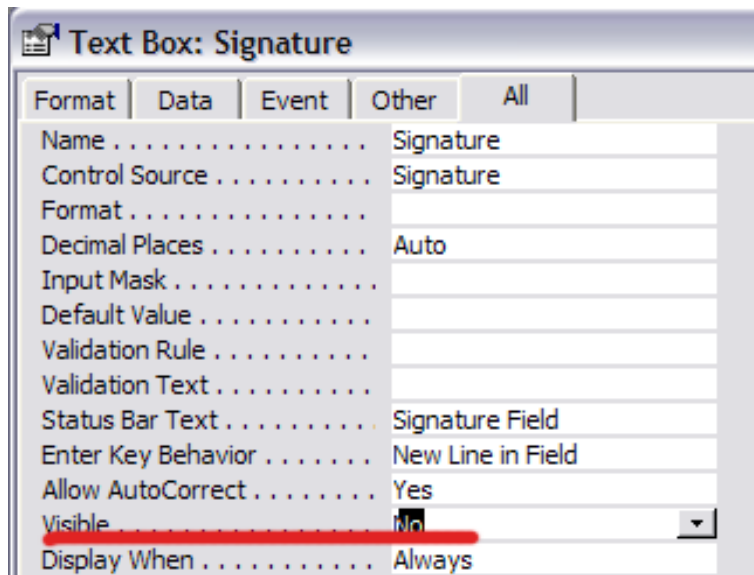 Text Box: Signature
Format Data Event Other All
Name . . . . . . . . . . . . . . . . . Signature
Control Source . . . . . . . . . . Signature
Format . . . . . . . . . . . . . . . .
Decimal Places . . . . . . . . . . Auto
Input Mask . . . . . . . . . . . . .
Default Value . . . . . . . . . . .
Validation Rule . . . . . . . . . .
Validation Text . . . . . . . . . .
Status Bar Text . . . . . . . . . . Signature Field
Enter Key Behavior . . . . . . . New Line in Field
Allow AutoCorrect . . . . . . . . Yes
Visible . . . . . . . . . . . . . . . . No
Display When . . . . . . . . . . . Always